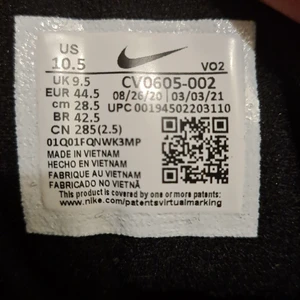 US
10.5
VO2
UK 9.5
EUR 44.5
cm 28.5
BR 42.5
CN 285(2.5)
CV0605-002
08/26/20 03/03/21
UPC 00194502203110
01Q01FQNWK3MP
MADE IN VIETNAM
HECHO EN VIETNAM
FABRIQUE AU VIETNAM
FABRICADO NO VIETNÃ
This product is covered by one or more patents.
See www.nike.com/patentsvirtualmarking